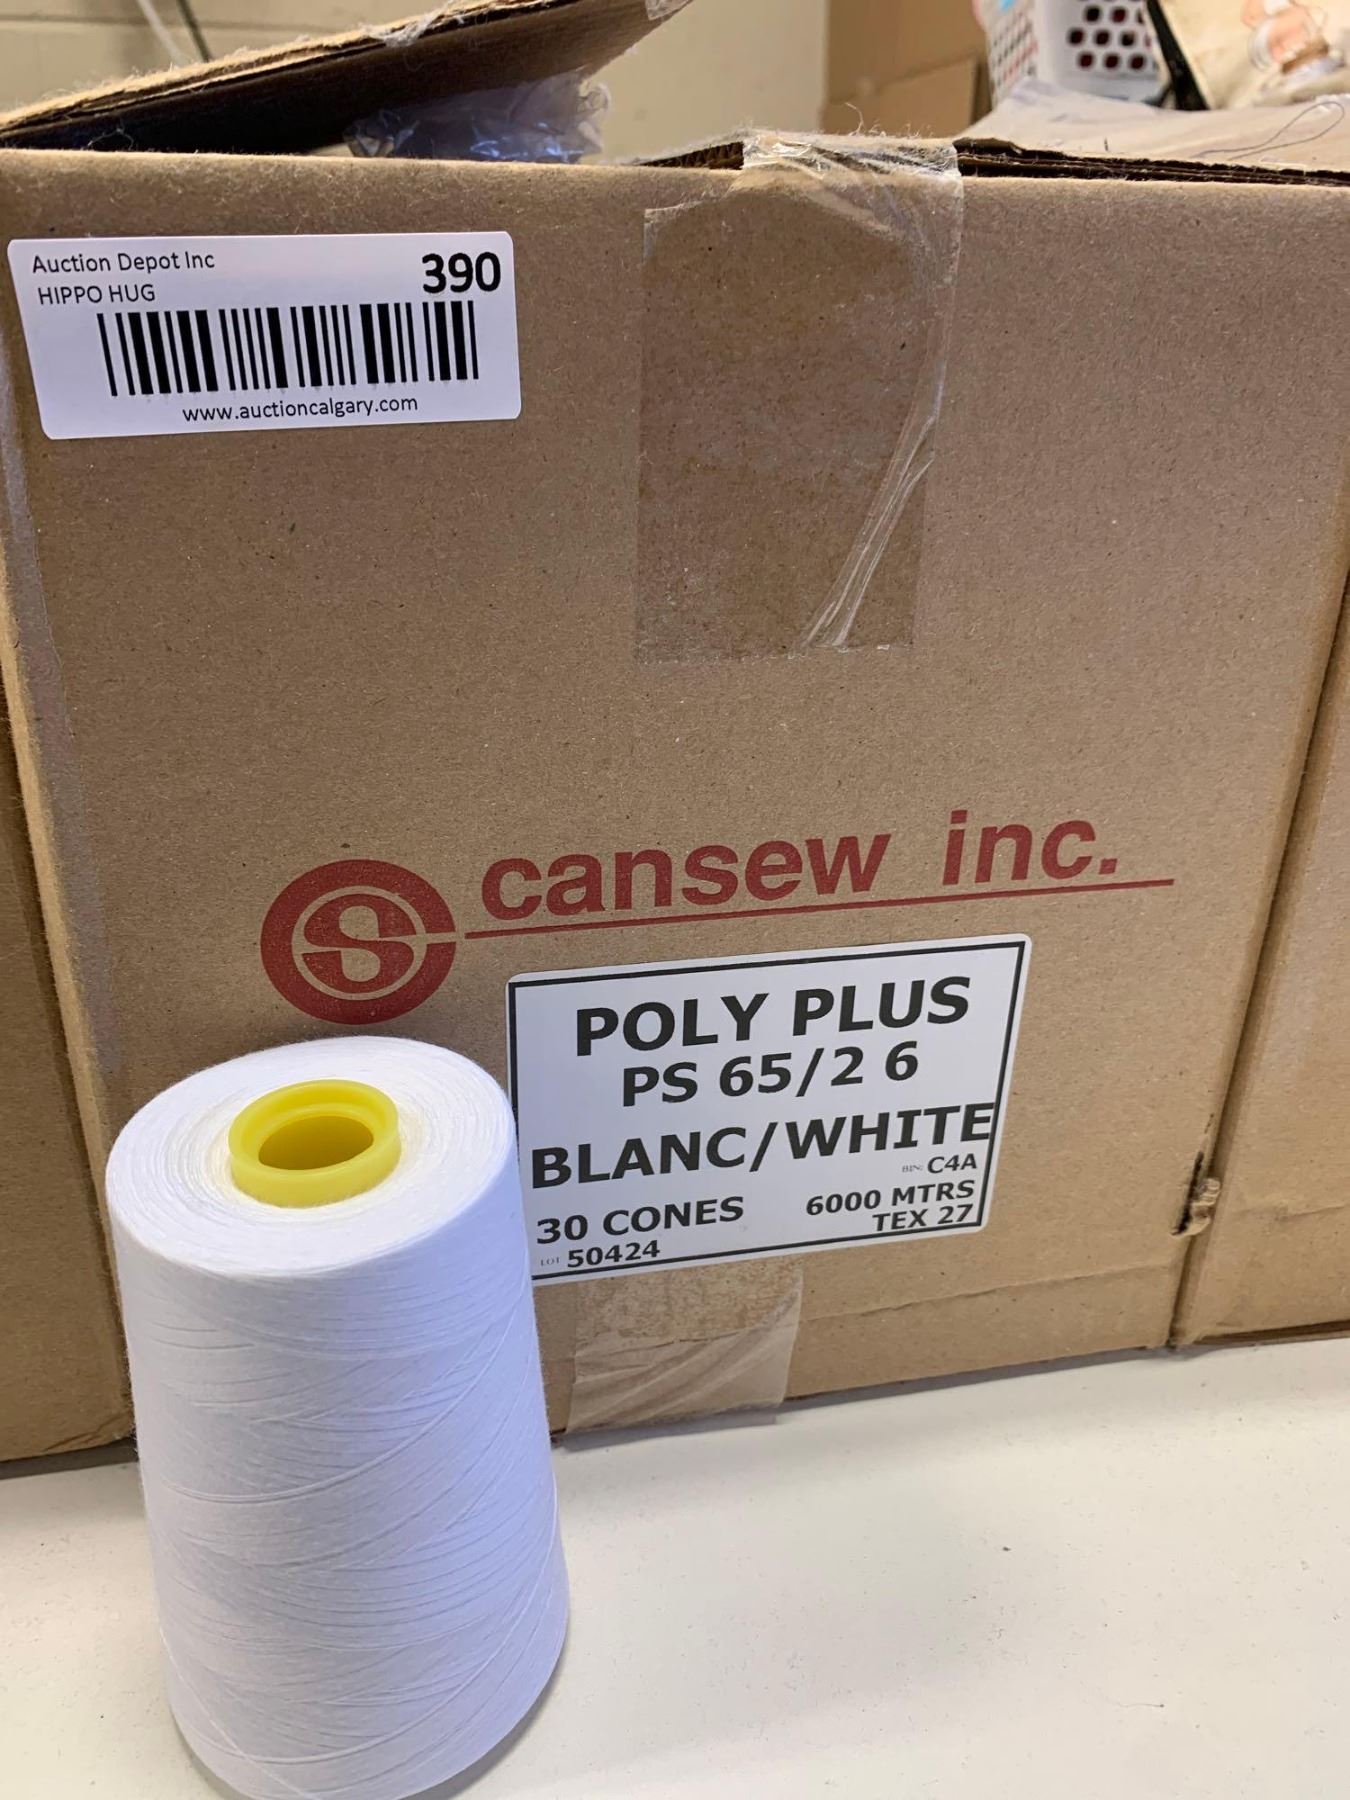 Auction Depot Inc 390
HIPPO HUG
www.auctioncalgary.com
cansew inc.
POLY PLUS
PS 65/2 6
BLANC/WHITE
BIN: C4A
30 CONES 6000 MTRS
TEX 27
LOT 50424